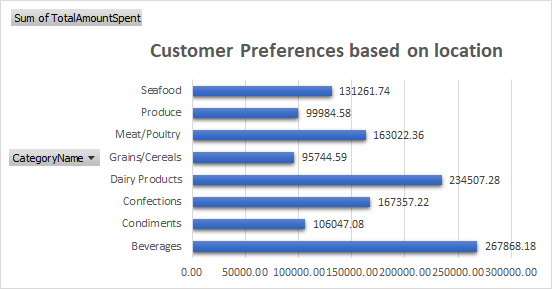 Sum of TotalAmountSpent
Customer Preferences based on location
Seafood 131261.74
Produce 99984.58
Meat/Poultry 163022.36
CategoryName Grains/Cereals 95744.59
Dairy Products 234507.28
Confections 167357.22
Condiments 106047.08
Beverages 267868.18
0.00 50000.00 100000.00 150000.00 200000.00 250000.00 300000.00